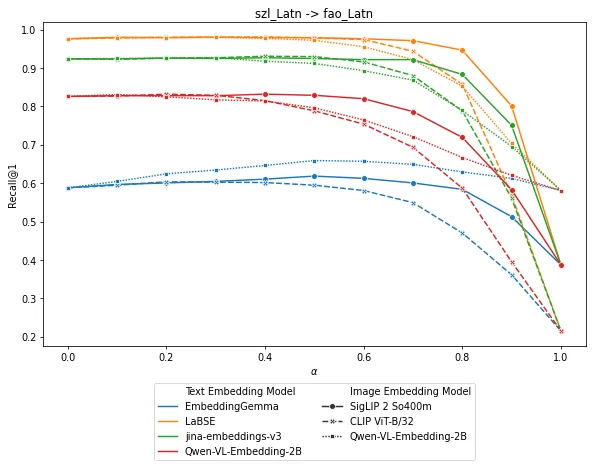 szl_Latn -> fao_Latn
Recall@1
1.0
0.9
0.8
0.7
0.6
0.5
0.4
0.3
0.2
0.0 0.2 0.4 0.6 0.8 1.0
α
Text Embedding Model Image Embedding Model
EmbeddingGemma SigLIP 2 So400m
LaBSE CLIP ViT-B/32
jina-embeddings-v3 Qwen-VL-Embedding-2B
Qwen-VL-Embedding-2B